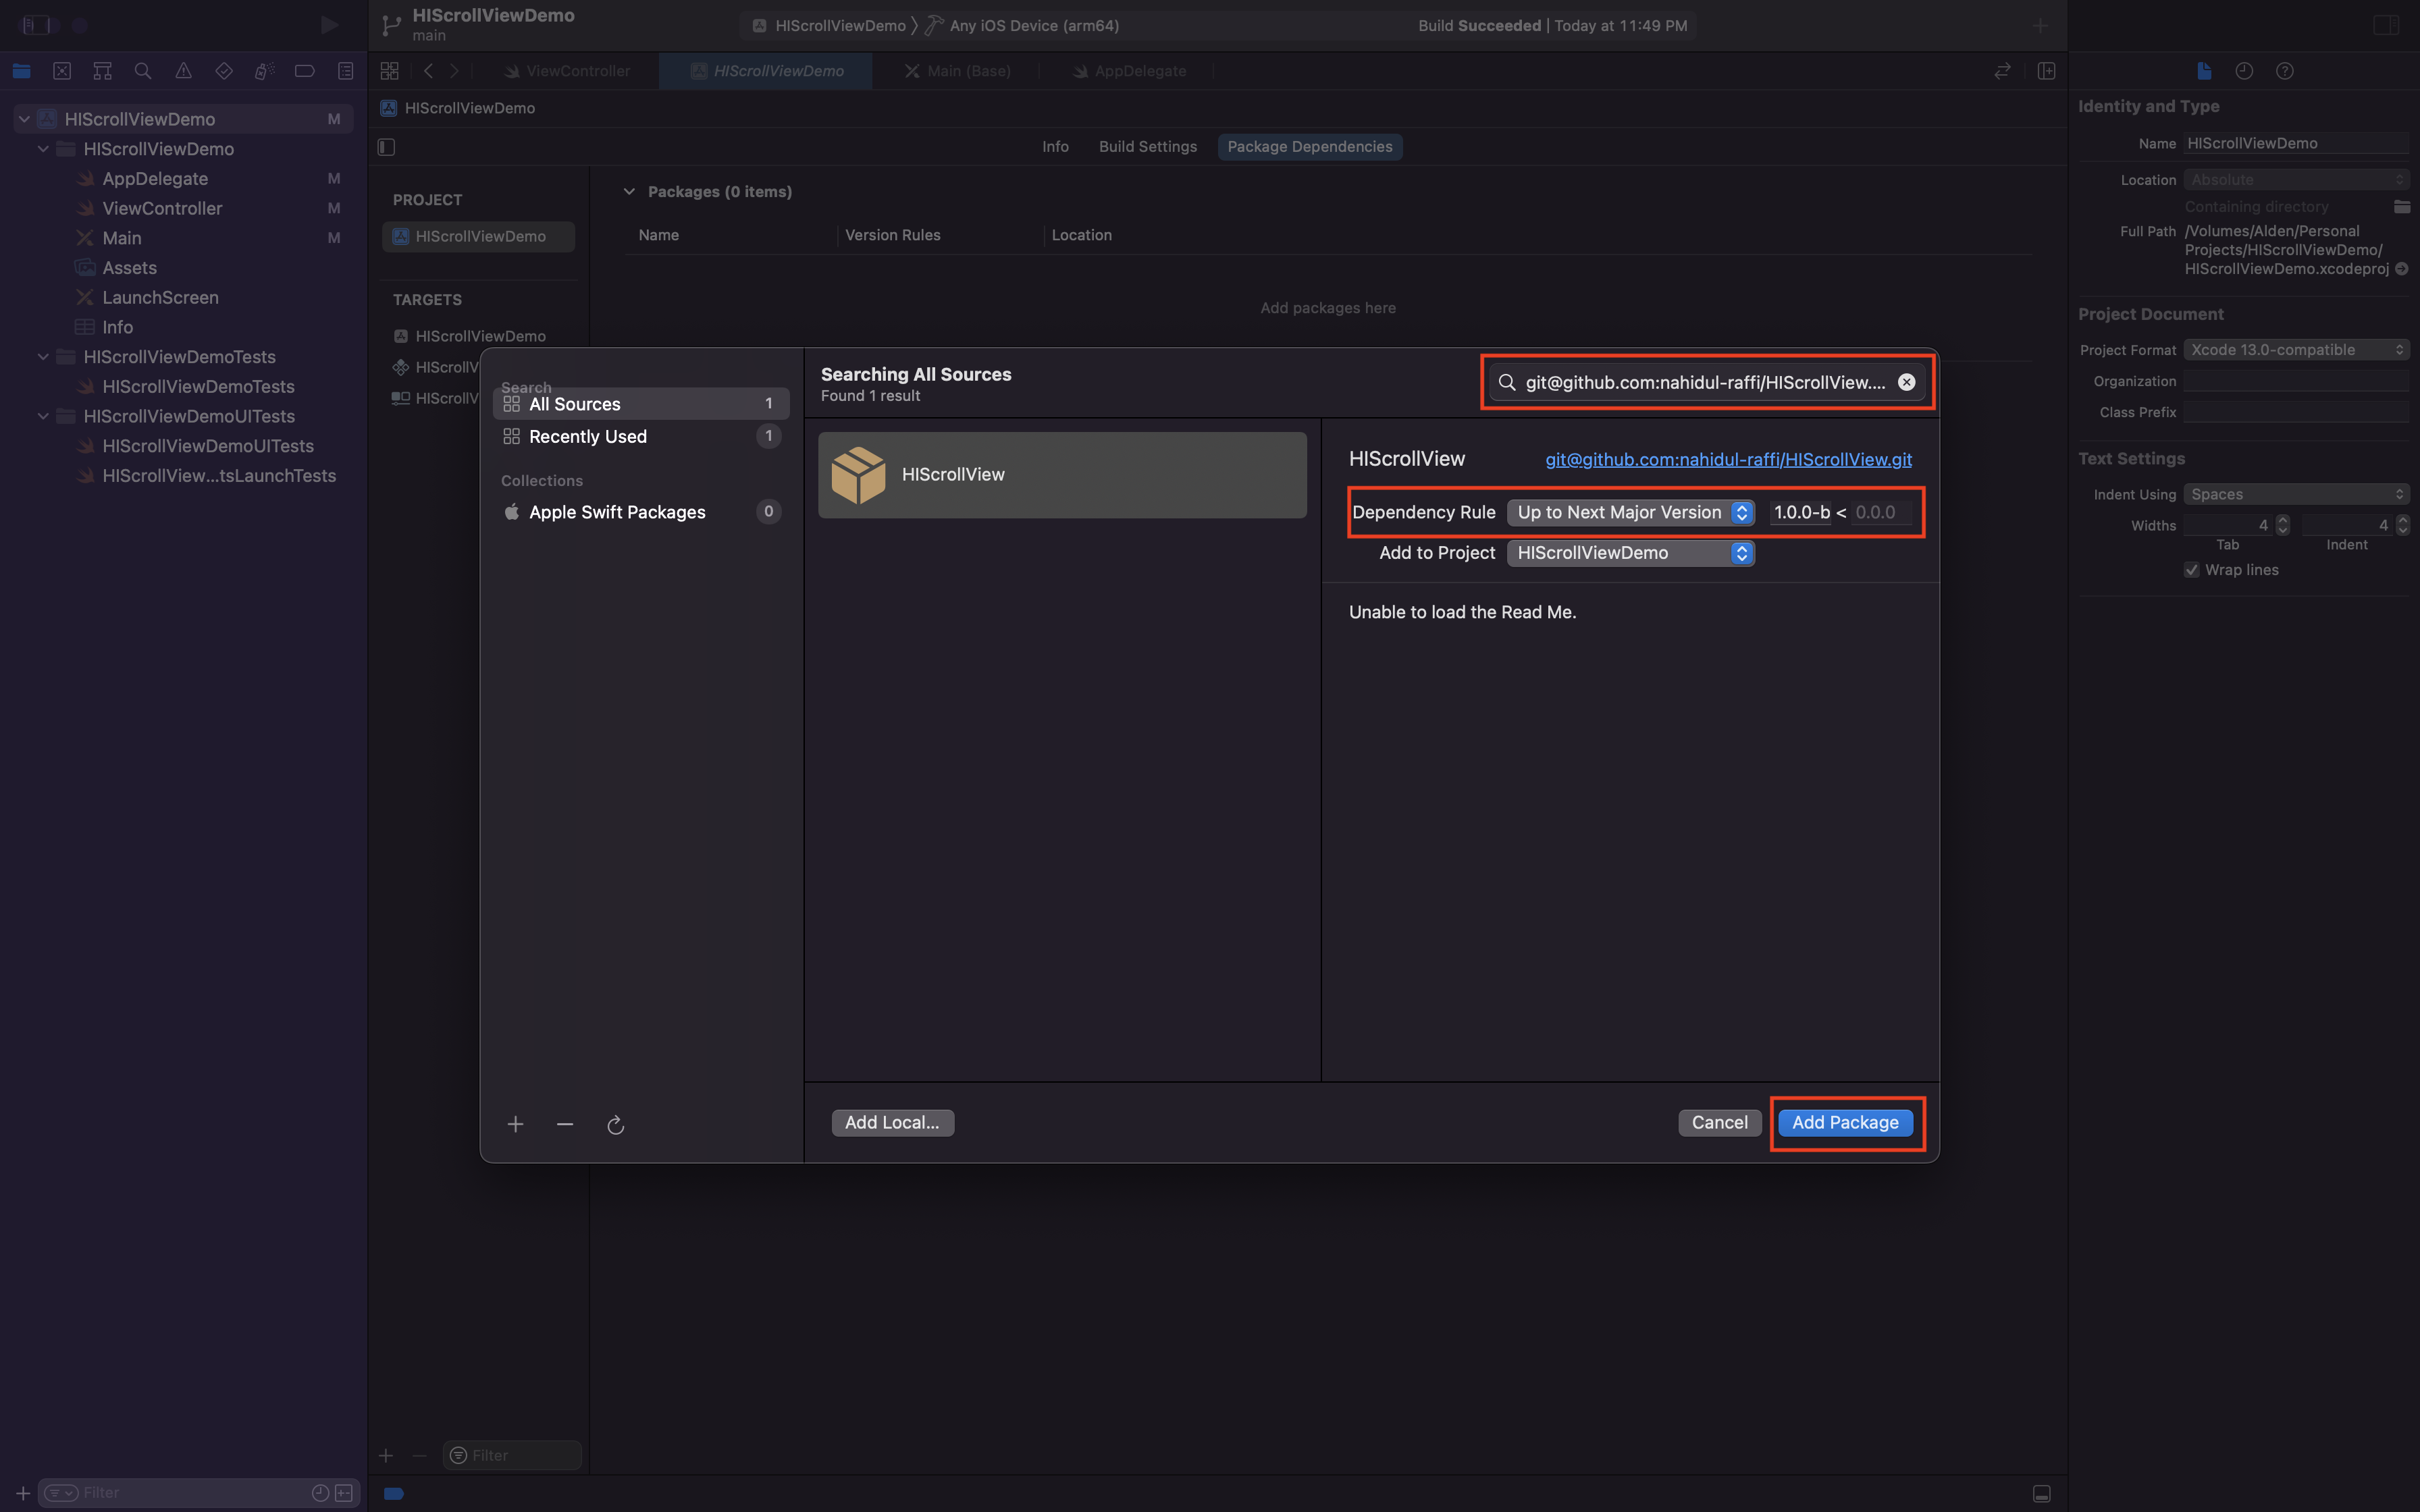 HIScrollViewDemo
main
HIScrollViewDemo
Any iOS Device (arm64)
Build Succeeded | Today at 11:49 PM
ViewController
HIScrollViewDemo
Main (Base)
AppDelegate
HIScrollViewDemo
Info
Build Settings
Package Dependencies
HIScrollViewDemo M
HIScrollViewDemo
AppDelegate M
ViewController M
Main M
Assets
LaunchScreen
Info
HIScrollViewDemoTests
HIScrollViewDemoTests
HIScrollViewDemoUITests
HIScrollViewDemoUITests
HIScrollView...tsLaunchTests
Filter
PROJECT
HIScrollViewDemo
TARGETS
HIScrollViewDemo
HIScrollV
HIScrollV
Filter
Packages (0 items)
Name
Version Rules
Location
Add packages here
Search
All Sources 1
Recently Used 1
Collections
Apple Swift Packages 0
Searching All Sources
Found 1 result
git@github.com:nahidul-raffi/HIScrollView....
HIScrollView
HIScrollView
git@github.com:nahidul-raffi/HIScrollView.git
Dependency Rule Up to Next Major Version 1.0.0-b < 0.0.0
Add to Project HIScrollViewDemo
Unable to load the Read Me.
Add Local...
Cancel
Add Package
Identity and Type
Name HIScrollViewDemo
Location Absolute
Containing directory
Full Path /Volumes/Alden/Personal
Projects/HIScrollViewDemo/
HIScrollViewDemo.xcodeproj
Project Document
Project Format Xcode 13.0-compatible
Organization
Class Prefix
Text Settings
Indent Using Spaces
Widths 4 4
Tab Indent
Wrap lines